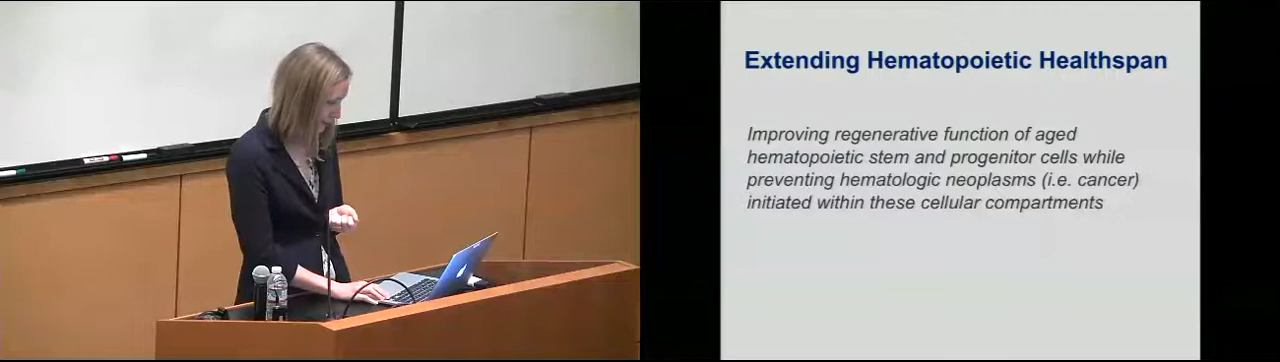 Extending Hematopoietic Healthspan
Improving regenerative function of aged
hematopoietic stem and progenitor cells while
preventing hematologic neoplasms (i.e. cancer)
initiated within these cellular compartments